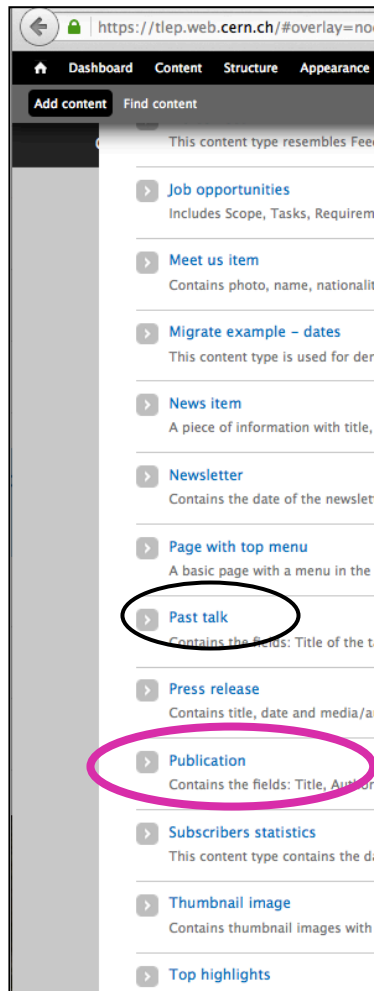 https://tlep.web.cern.ch/#overlay=no
Dashboard Content Structure Appearance
Add content Find content
This content type resembles Fee
Job opportunities
Includes Scope, Tasks, Requirem
Meet us item
Contains photo, name, nationalit
Migrate example – dates
This content type is used for der
News item
A piece of information with title,
Newsletter
Contains the date of the newslet
Page with top menu
A basic page with a menu in the
Past talk
Contains the fields: Title of the t
Press release
Contains title, date and media/a
Publication
Contains the fields: Title, Author
Subscribers statistics
This content type contains the da
Thumbnail image
Contains thumbnail images with
Top highlights